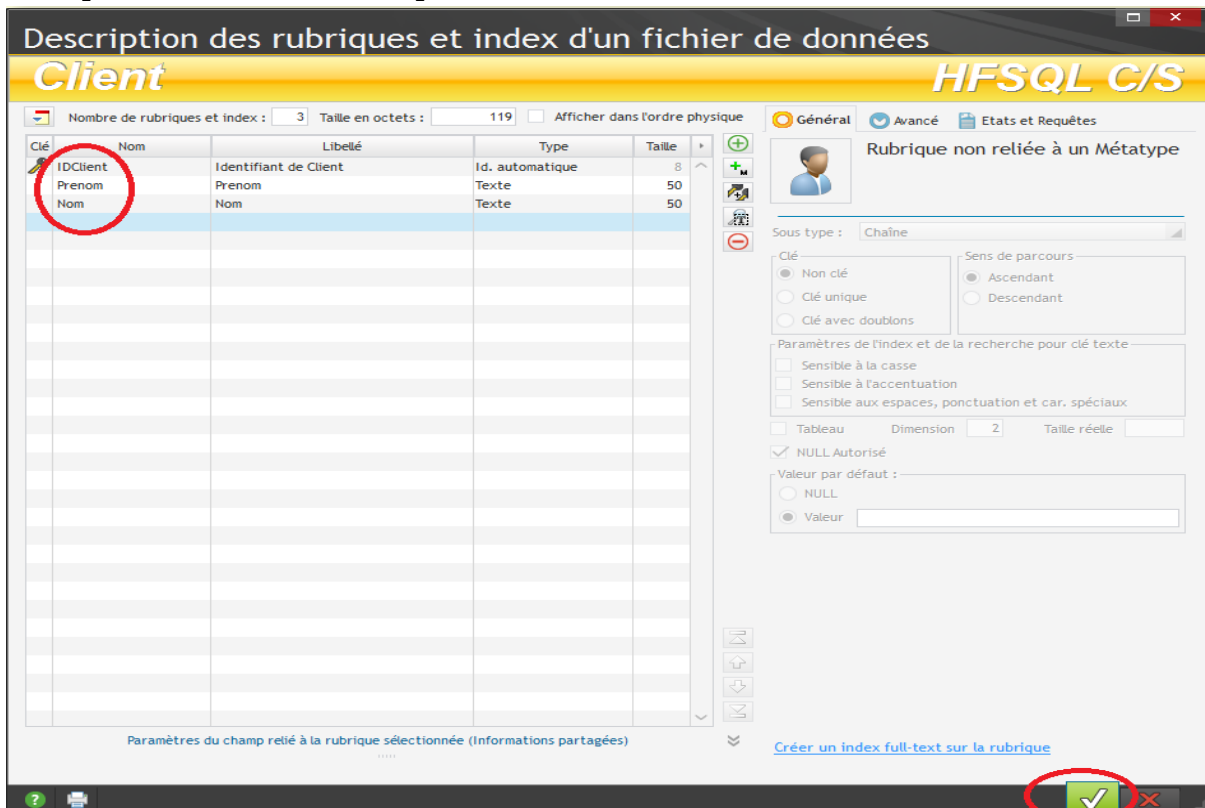 Description des rubriques et index d'un fichier de données
Client HFSQL C/S
Nombre de rubriques et index : 3 Taille en octets : 119 Afficher dans l'ordre physique
Clé Nom Libellé Type Taille
IDClient Identifiant de Client Id. automatique 8
Prenom Prenom Texte 50
Nom Nom Texte 50
Paramètres du champ relié à la rubrique sélectionnée (Informations partagées)
Général Avancé Etats et Requêtes
Rubrique non reliée à un Métatype
Sous type : Chaîne
Clé Sens de parcours
Non clé Ascendant
Clé unique Descendant
Clé avec doublons
Paramètres de l'index et de la recherche pour clé texte
Sensible à la casse
Sensible à l'accentuation
Sensible aux espaces, ponctuation et car. spéciaux
Tableau Dimension 2 Taille réelle
NULL Autorisé
Valeur par défaut :
NULL
Valeur
Créer un index full-text sur la rubrique